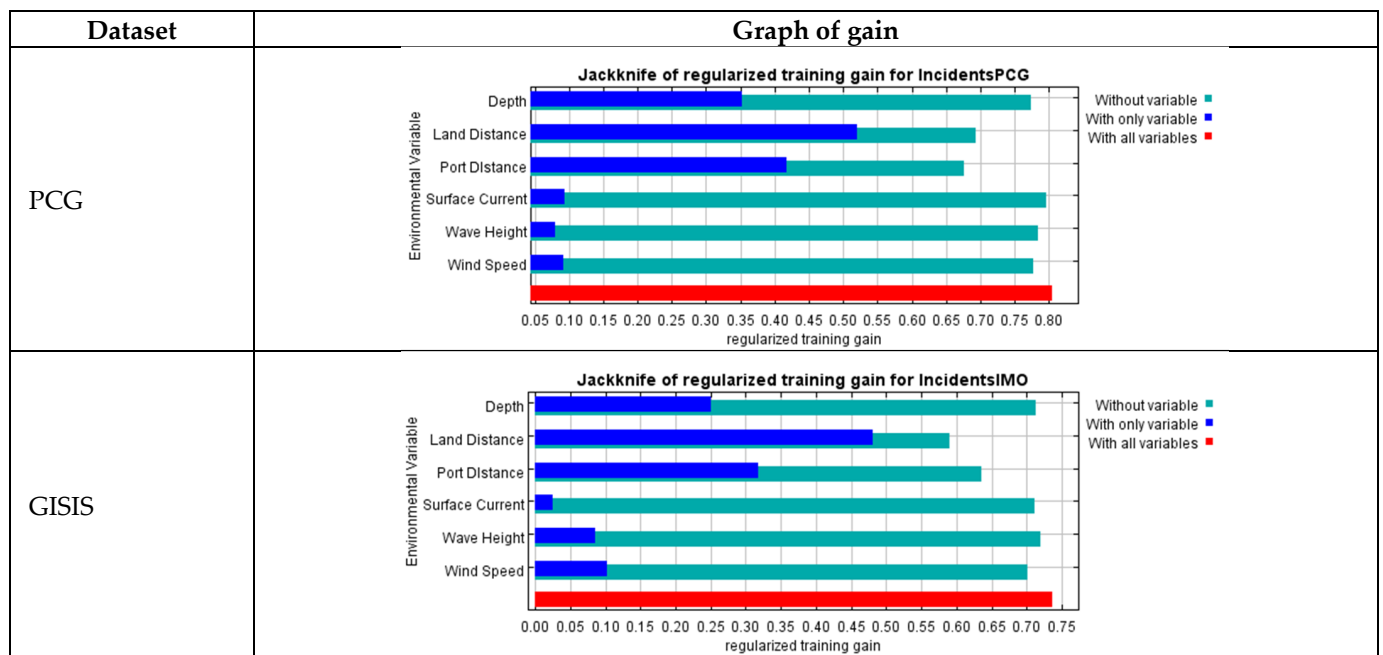 Dataset Graph of gain
PCG
Jackknife of regularized training gain for IncidentsPCG
Environmental Variable
Depth
Land Distance
Port DIstance
Surface Current
Wave Height
Wind Speed
Without variable
With only variable
With all variables
0.05 0.10 0.15 0.20 0.25 0.30 0.35 0.40 0.45 0.50 0.55 0.60 0.65 0.70 0.75 0.80
regularized training gain
GISIS
Jackknife of regularized training gain for IncidentsIMO
Environmental Variable
Depth
Land Distance
Port DIstance
Surface Current
Wave Height
Wind Speed
Without variable
With only variable
With all variables
0.00 0.05 0.10 0.15 0.20 0.25 0.30 0.35 0.40 0.45 0.50 0.55 0.60 0.65 0.70 0.75
regularized training gain